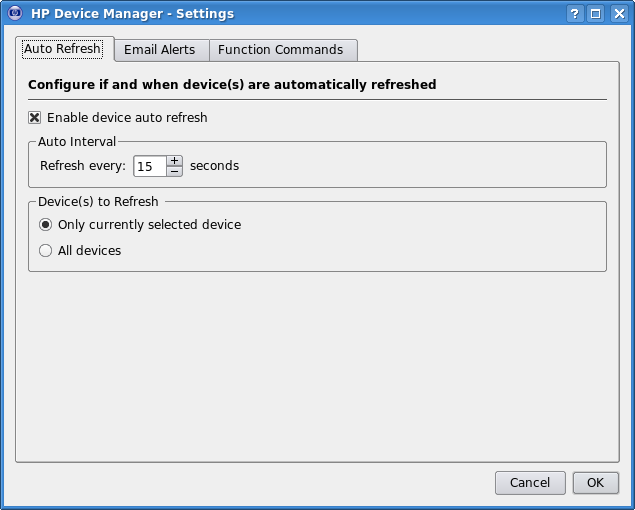 HP Device Manager - Settings
Auto Refresh Email Alerts Function Commands
Configure if and when device(s) are automatically refreshed
Enable device auto refresh
Auto Interval
Refresh every: 15 seconds
Device(s) to Refresh
Only currently selected device
All devices
Cancel OK